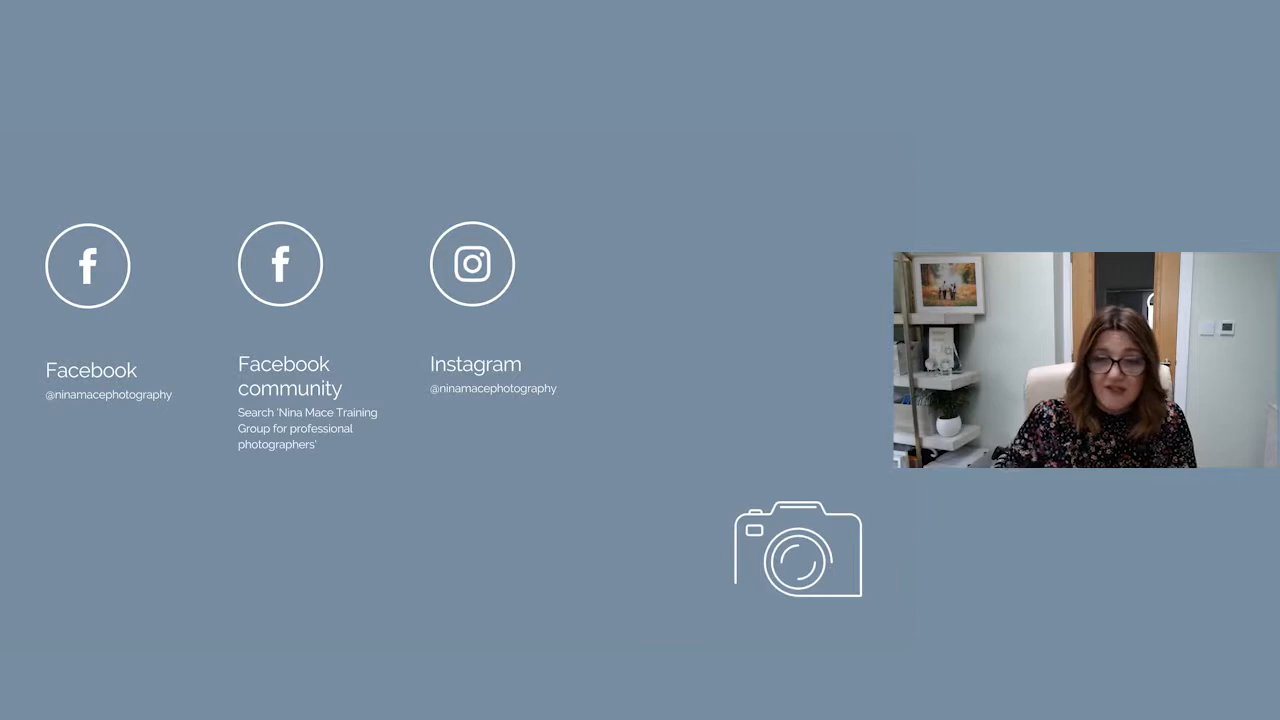 Facebook
@ninamacephotography
Facebook
community
Search 'Nina Mace Training
Group for professional
photographers'
Instagram
@ninamacephotography